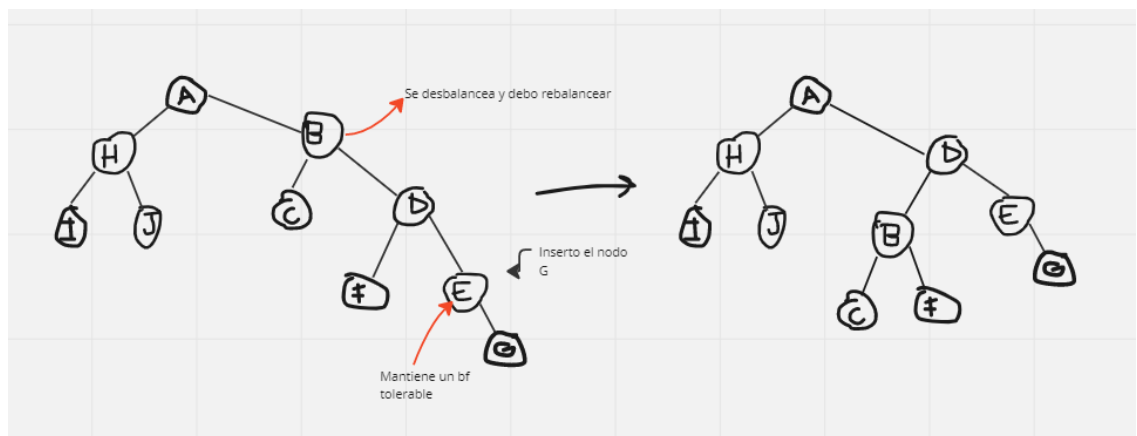 A
Se desbalancea y debo rebalancear
B
H
D
I
J
C
Inserto el nodo
G
E
G
Mantiene un bf
tolerable
A
H
D
I
J
B
E
G
C